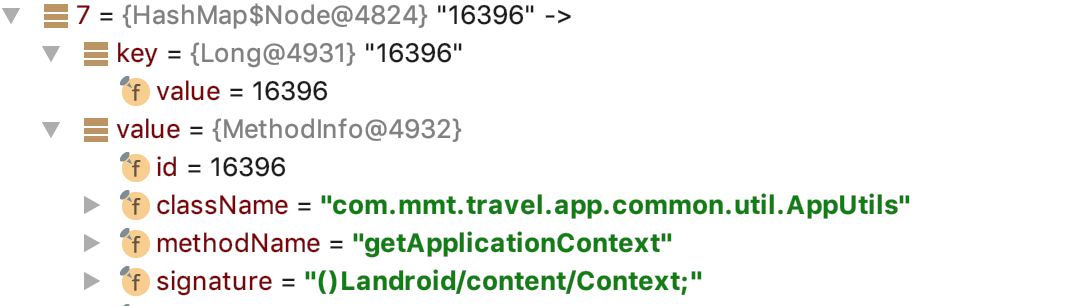 7 = {HashMap$Node@4824} "16396" ->
key = {Long@4931} "16396"
f value = 16396
value = {MethodInfo@4932}
f id = 16396
f className = "com.mmt.travel.app.common.util.AppUtils"
f methodName = "getApplicationContext"
f signature = "()Landroid/content/Context;"